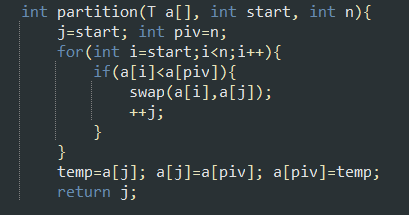 int partition(T a[], int start, int n){
    j=start; int piv=n;
    for(int i=start;i<n;i++){
        if(a[i]<a[piv]){
            swap(a[i],a[j]);
            ++j;
        }
    }
    temp=a[j]; a[j]=a[piv]; a[piv]=temp;
    return j;